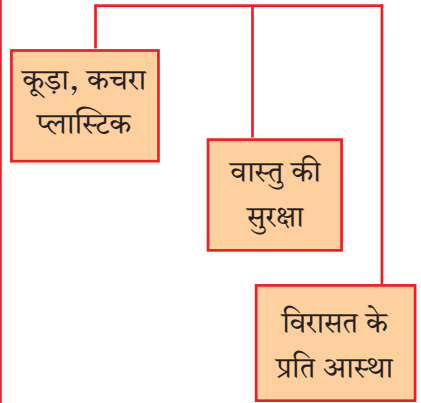 कूड़ा, कचरा
प्लास्टिक
वास्तु की
सुरक्षा
विरासत के
प्रति आस्था